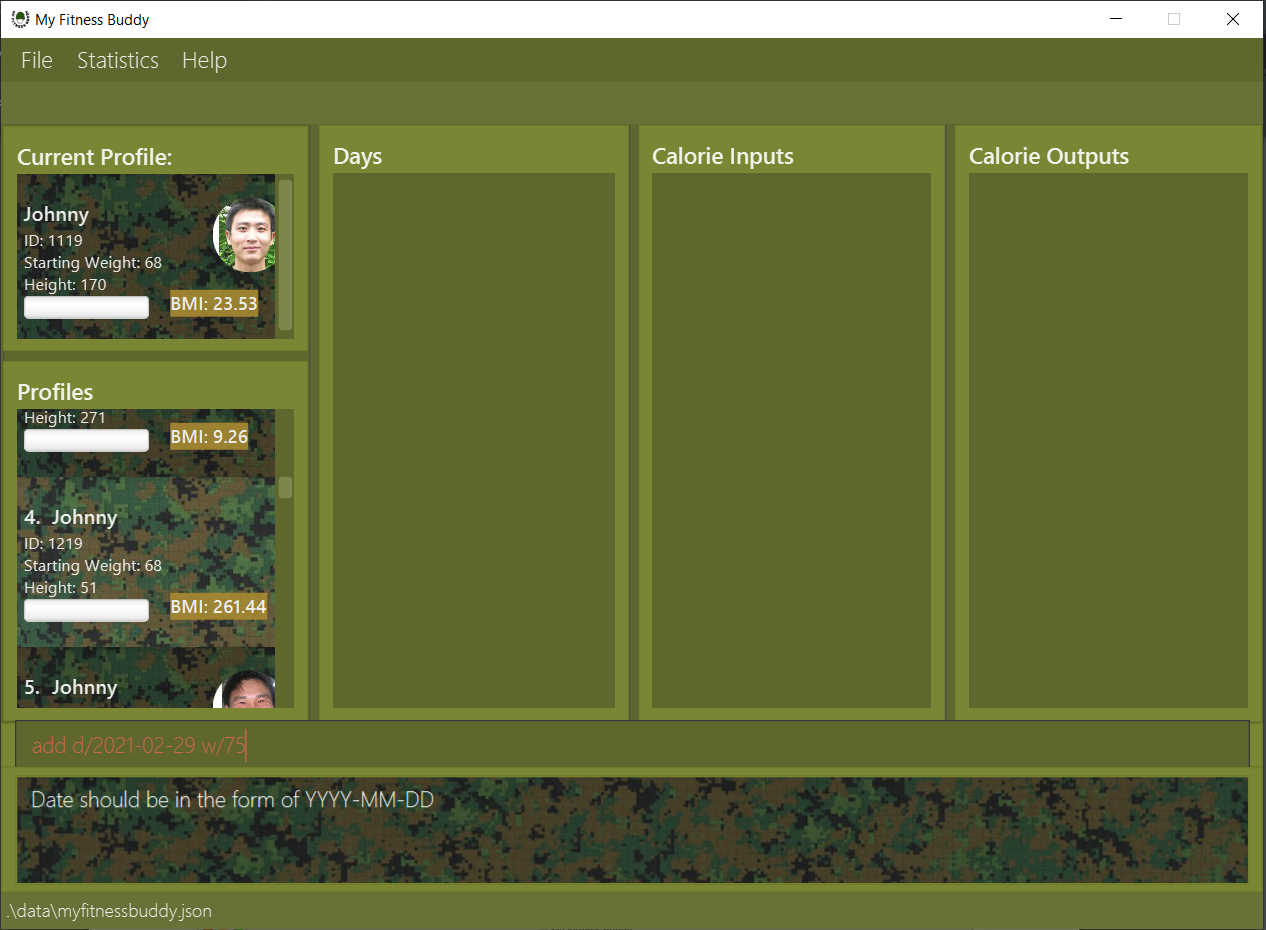 My Fitness Buddy
File Statistics Help
Current Profile:
Johnny
ID: 1119
Starting Weight: 68
Height: 170
BMI: 23.53
Profiles
Height: 271
BMI: 9.26
4. Johnny
ID: 1219
Starting Weight: 68
Height: 51
BMI: 261.44
5. Johnny
Days
Calorie Inputs
Calorie Outputs
add d/2021-02-29 w/75
Date should be in the form of YYYY-MM-DD
.\data\myfitnessbuddy.json